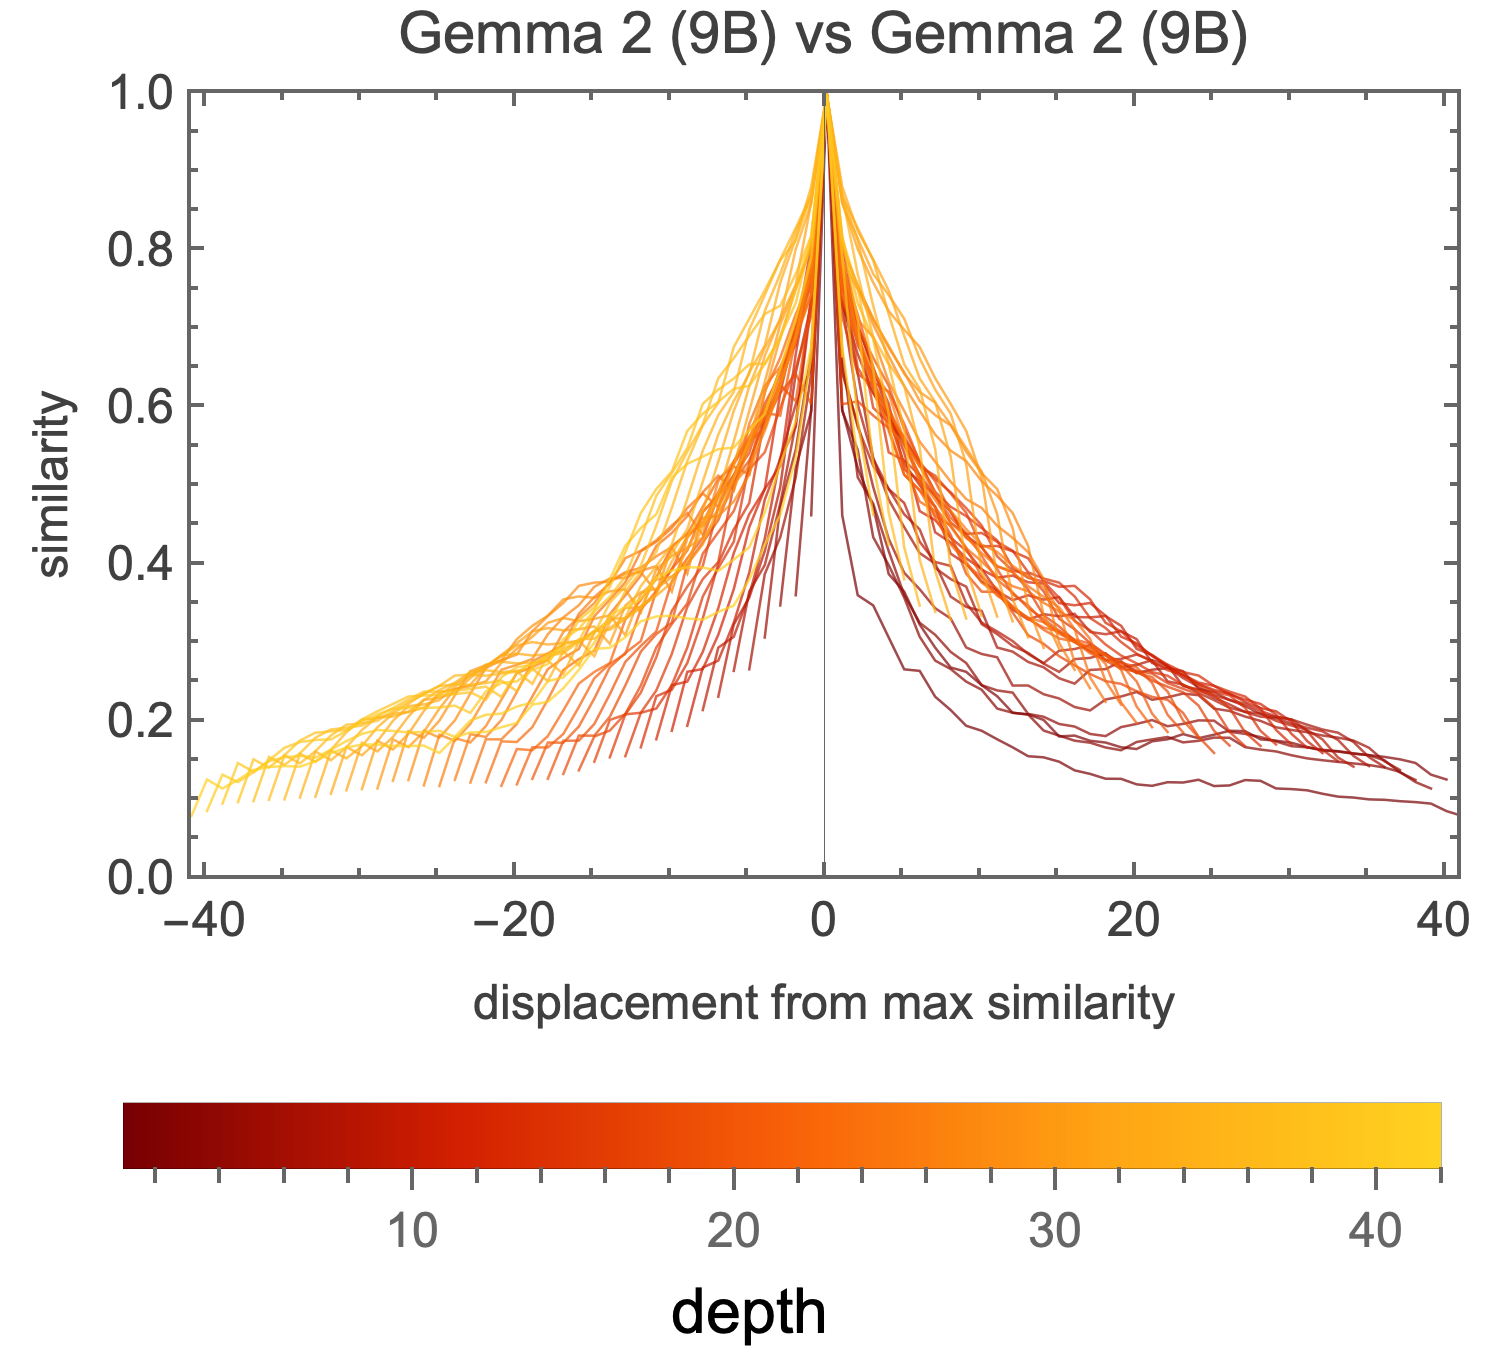 Gemma 2 (9B) vs Gemma 2 (9B)
1.0
0.8
0.6
0.4
0.2
0.0
similarity
−40 −20 0 20 40
displacement from max similarity
10 20 30 40
depth